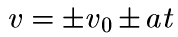 v = ±v₀ ± at